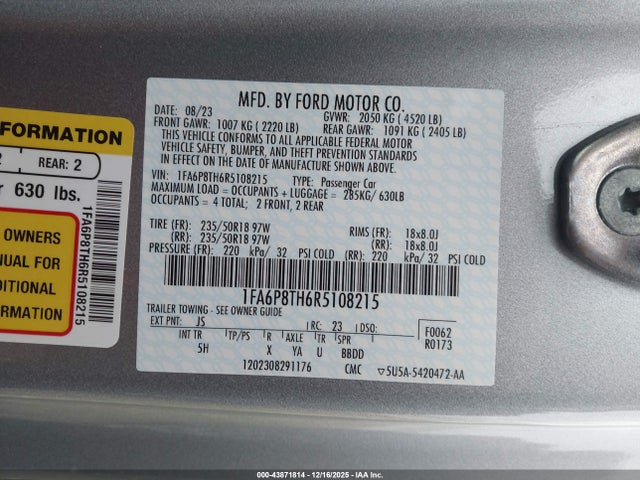 FORMATION
2 REAR: 2
r 630 lbs.
OWNERS
ANUAL FOR
DITIONAL
RMATION
1FA6P8TH6R5108215
MFD. BY FORD MOTOR CO.
DATE: 08/23 GVWR: 2050 KG ( 4520 LB)
FRONT GAWR: 1007 KG ( 2220 LB) REAR GAWR: 1091 KG ( 2405 LB)
THIS VEHICLE CONFORMS TO ALL APPLICABLE FEDERAL MOTOR
VEHICLE SAFETY, BUMPER, AND THEFT PREVENTION STANDARDS
IN EFFECT ON THE DATE OF MANUFACTURE SHOWN ABOVE.
VIN: 1FA6P8TH6R5108215 TYPE: Passenger Car
MAXIMUM LOAD = OCCUPANTS + LUGGAGE = 285KG/ 630LB
OCCUPANTS = 4 TOTAL; 2 FRONT, 2 REAR
TIRE (FR): 235/50R18 97W RIMS (FR): 18x8.0J
(RR): 235/50R18 97W (RR): 18x8.0J
PRESSURE (FR): 220 kPa/ 32 PSI COLD (RR): 220 kPa/ 32 PSI COLD
1FA6P8TH6R5108215
TRAILER TOWING - SEE OWNER GUIDE
EXT PNT: JS RC: 23 DSO: F0062
INT TR TP/PS R AXLE TR SPR R0173
5H X YA U BBDD
1202308291176 CMC ▽5U5A-5420472-AA
000-43871814 | 12/16/2025 | IAA Inc.